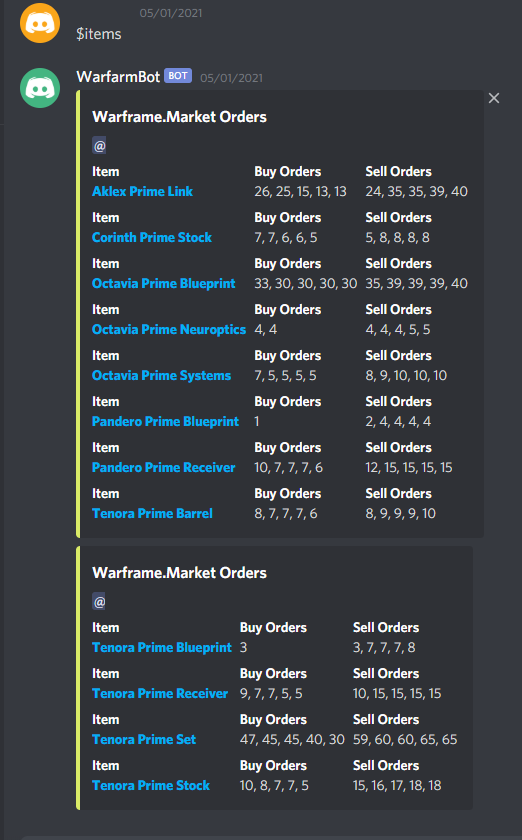 05/01/2021
$items
WarfarmBot BOT 05/01/2021
Warframe.Market Orders
@
Item Buy Orders Sell Orders
Aklex Prime Link 26, 25, 15, 13, 13 24, 35, 35, 39, 40
Item Buy Orders Sell Orders
Corinth Prime Stock 7, 7, 6, 6, 5 5, 8, 8, 8, 8
Item Buy Orders Sell Orders
Octavia Prime Blueprint 33, 30, 30, 30, 30 35, 39, 39, 39, 40
Item Buy Orders Sell Orders
Octavia Prime Neuroptics 4, 4 4, 4, 4, 5, 5
Item Buy Orders Sell Orders
Octavia Prime Systems 7, 5, 5, 5, 5 8, 9, 10, 10, 10
Item Buy Orders Sell Orders
Pandero Prime Blueprint 1 2, 4, 4, 4, 4
Item Buy Orders Sell Orders
Pandero Prime Receiver 10, 7, 7, 7, 6 12, 15, 15, 15, 15
Item Buy Orders Sell Orders
Tenora Prime Barrel 8, 7, 7, 7, 6 8, 9, 9, 9, 10
Warframe.Market Orders
@
Item Buy Orders Sell Orders
Tenora Prime Blueprint 3 3, 7, 7, 7, 8
Item Buy Orders Sell Orders
Tenora Prime Receiver 9, 7, 7, 5, 5 10, 15, 15, 15, 15
Item Buy Orders Sell Orders
Tenora Prime Set 47, 45, 45, 40, 30 59, 60, 60, 65, 65
Item Buy Orders Sell Orders
Tenora Prime Stock 10, 8, 7, 7, 5 15, 16, 17, 18, 18